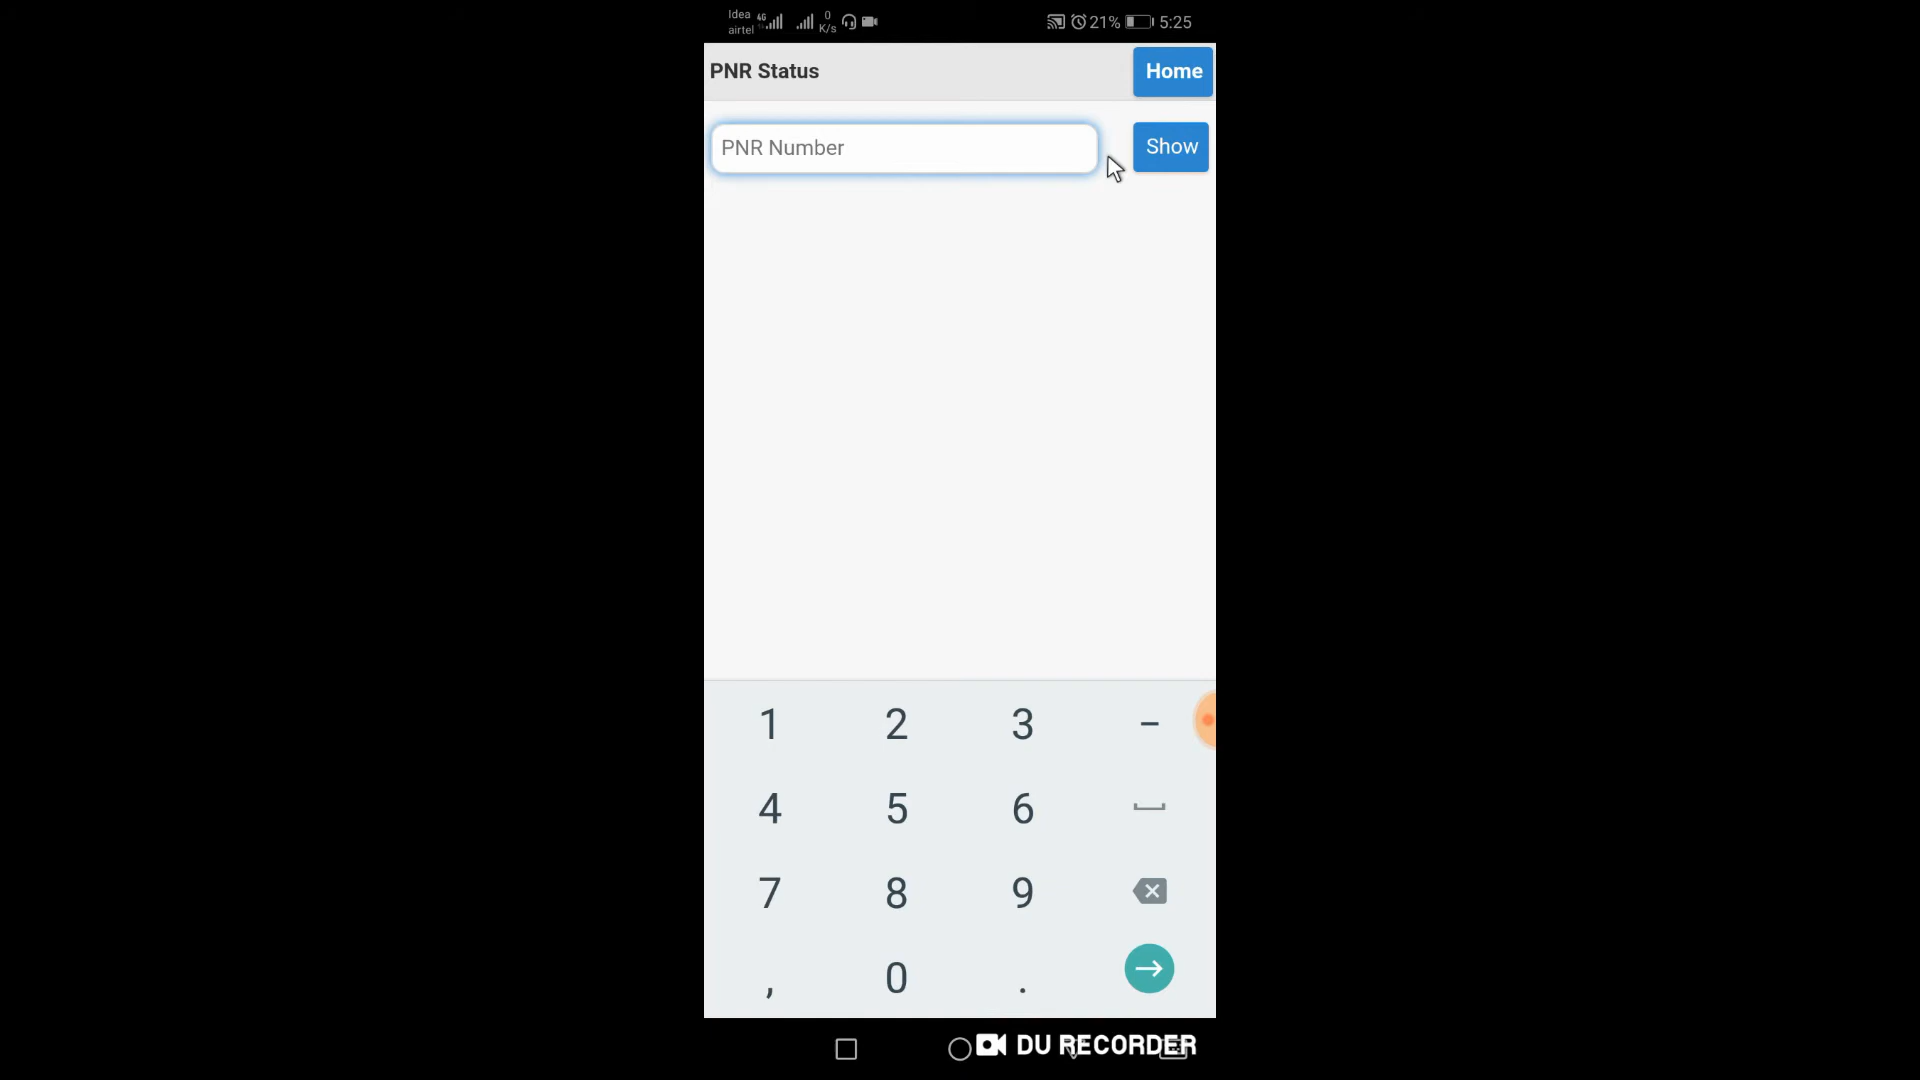 Idea 4G 0 21% 5:25
airtel K/s
PNR Status Home
PNR Number Show
1 2 3 -
4 5 6
7 8 9
, 0 .
DU RECORDER